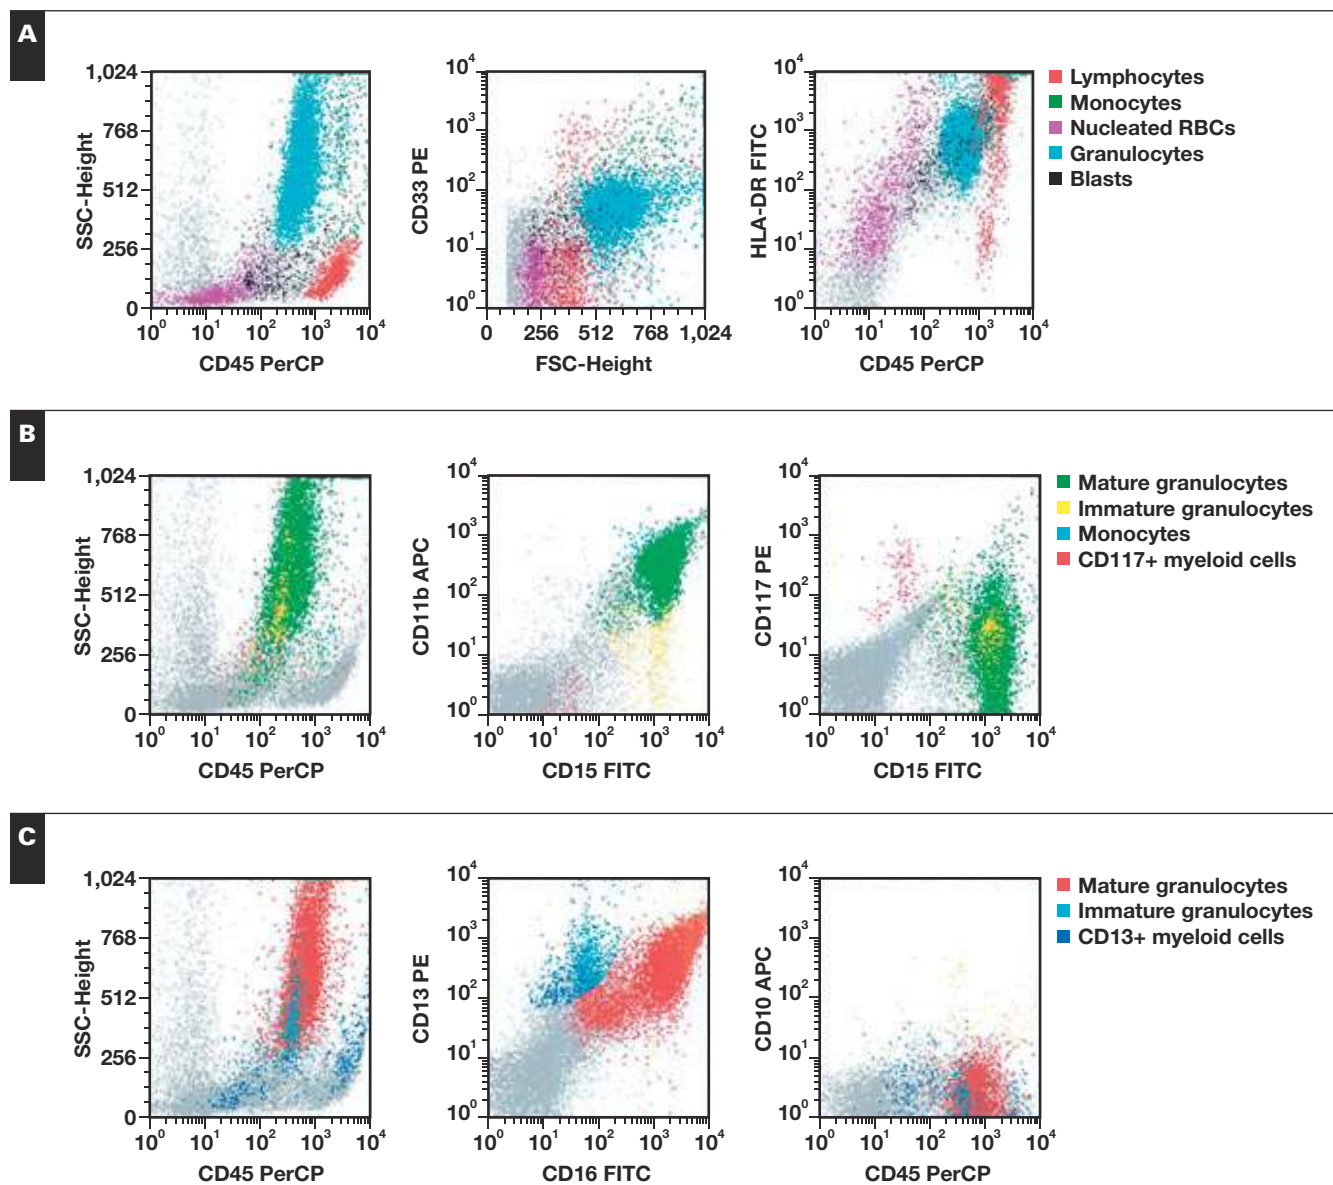 A
1,024
768
512
256
0
SSC-Height
10^0 10^1 10^2 10^3 10^4
CD45 PerCP
10^4
10^3
10^2
10^1
10^0
CD33 PE
0 256 512 768 1,024
FSC-Height
10^4
10^3
10^2
10^1
10^0
HLA-DR FITC
10^0 10^1 10^2 10^3 10^4
CD45 PerCP
Lymphocytes
Monocytes
Nucleated RBCs
Granulocytes
Blasts
B
1,024
768
512
256
0
SSC-Height
10^0 10^1 10^2 10^3 10^4
CD45 PerCP
10^4
10^3
10^2
10^1
10^0
CD11b APC
10^0 10^1 10^2 10^3 10^4
CD15 FITC
10^4
10^3
10^2
10^1
10^0
CD117 PE
10^0 10^1 10^2 10^3 10^4
CD15 FITC
Mature granulocytes
Immature granulocytes
Monocytes
CD117+ myeloid cells
C
1,024
768
512
256
0
SSC-Height
10^0 10^1 10^2 10^3 10^4
CD45 PerCP
10^4
10^3
10^2
10^1
10^0
CD13 PE
10^0 10^1 10^2 10^3 10^4
CD16 FITC
10^4
10^3
10^2
10^1
10^0
CD10 APC
10^0 10^1 10^2 10^3 10^4
CD45 PerCP
Mature granulocytes
Immature granulocytes
CD13+ myeloid cells